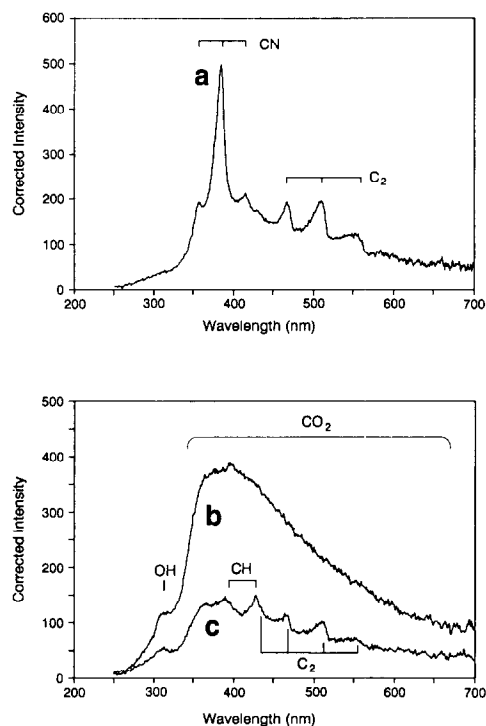 600
500
400
300
200
100
0
Corrected Intensity
CN
a
C₂
200 300 400 500 600 700
Wavelength (nm)
500
400
300
200
100
0
Corrected intensity
CO₂
b
OH
CH
c
C₂
200 300 400 500 600 700
Wavelength (nm)